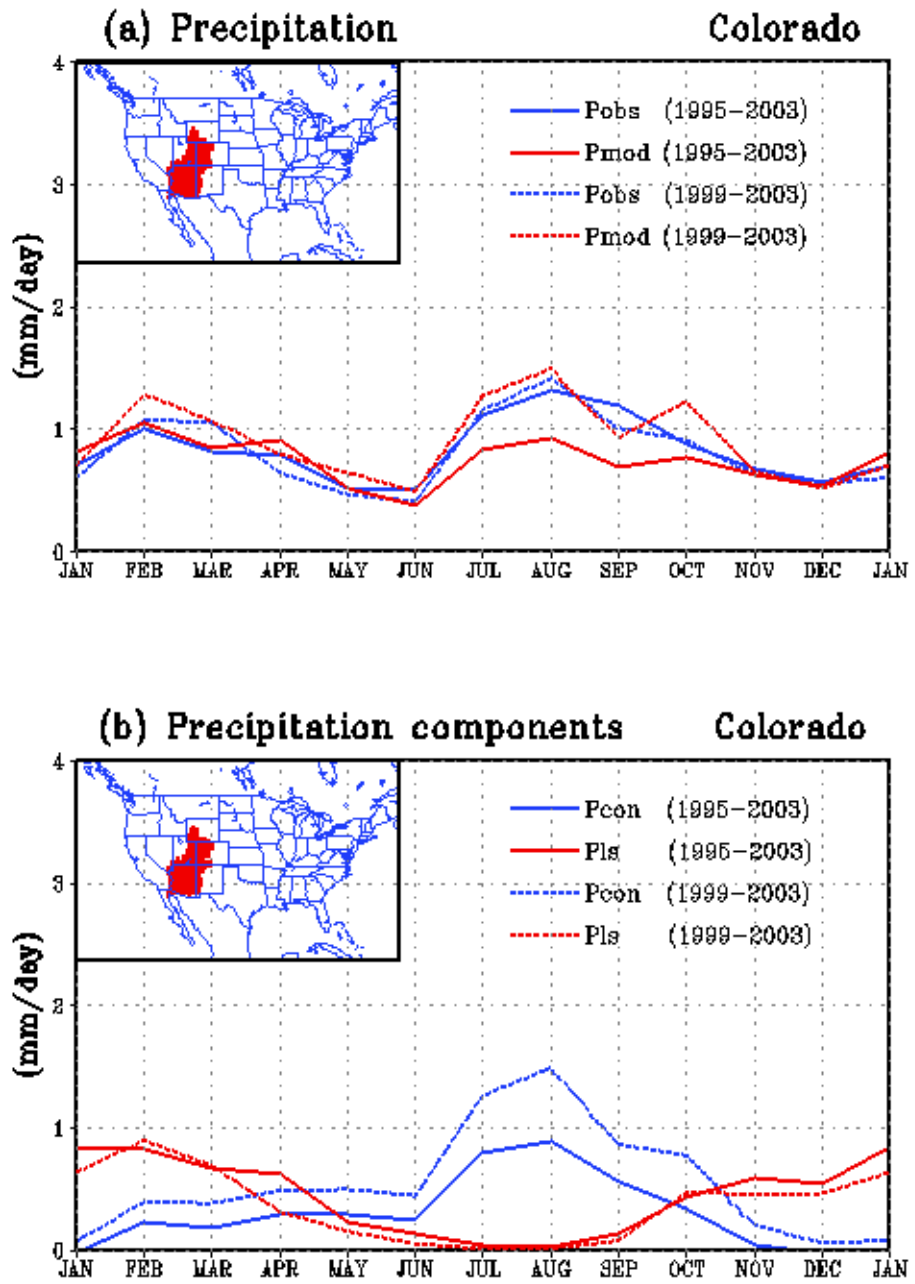 (a) Precipitation Colorado
4
Pobs (1995-2003)
Pmod (1995-2003)
3
Pobs (1999-2003)
Pmod (1999-2003)
(mm/day)
2
1
0
JAN FEB MAR APR MAY JUN JUL AUG SEP OCT NOV DEC JAN
(b) Precipitation components Colorado
4
Pcon (1995-2003)
Pls (1995-2003)
3
Pcon (1999-2003)
Pls (1999-2003)
(mm/day)
2
1
0
JAN FEB MAR APR MAY JUN JUL AUG SEP OCT NOV DEC JAN